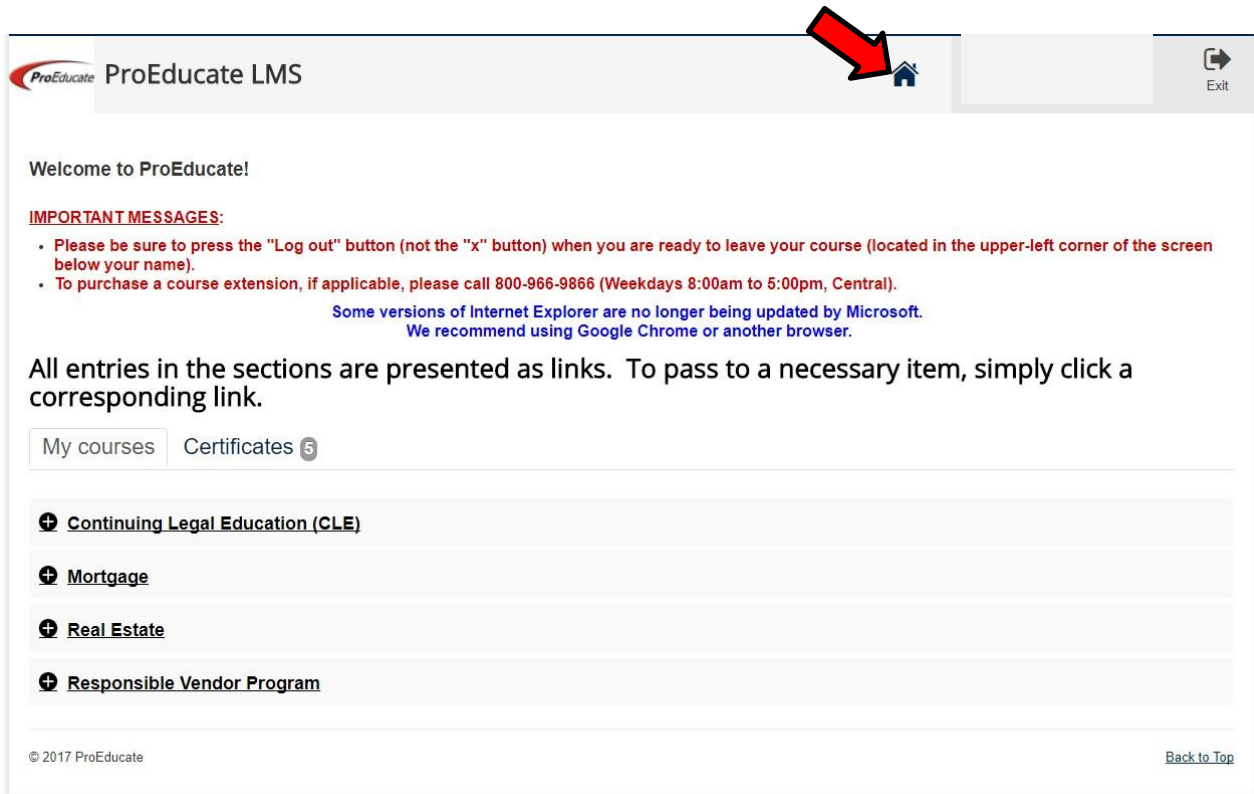 ProEducate ProEducate LMS
Exit
Welcome to ProEducate!
IMPORTANT MESSAGES:
• Please be sure to press the "Log out" button (not the "x" button) when you are ready to leave your course (located in the upper-left corner of the screen
below your name).
• To purchase a course extension, if applicable, please call 800-966-9866 (Weekdays 8:00am to 5:00pm, Central).
Some versions of Internet Explorer are no longer being updated by Microsoft.
We recommend using Google Chrome or another browser.
All entries in the sections are presented as links. To pass to a necessary item, simply click a
corresponding link.
My courses Certificates 5
Continuing Legal Education (CLE)
Mortgage
Real Estate
Responsible Vendor Program
© 2017 ProEducate Back to Top